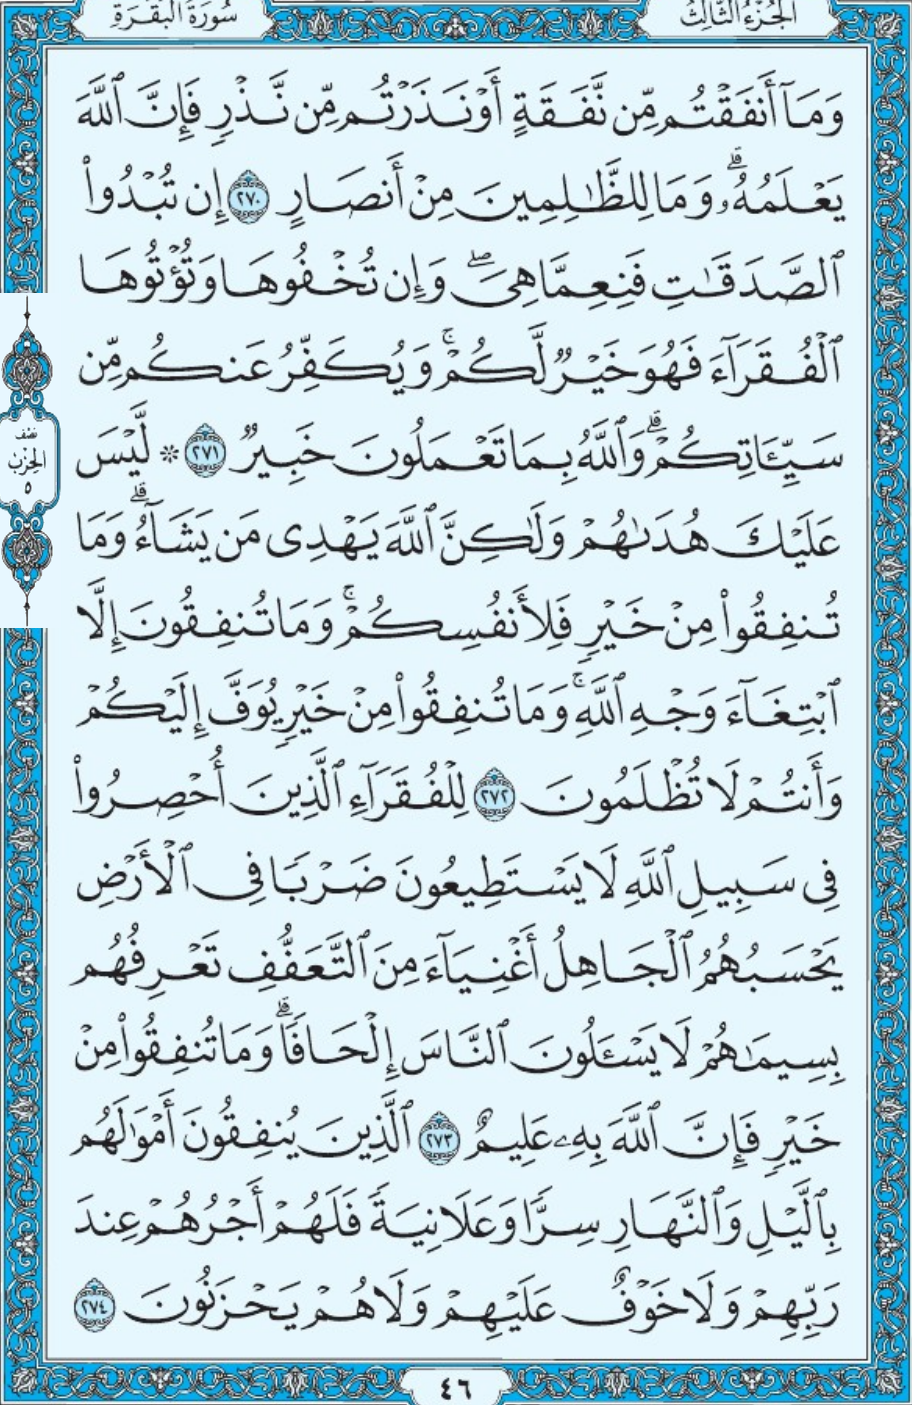 الجُزْءُ الثَّالِثُ
سُورَةُ البَقَرَةِ
وَمَآ أَنفَقۡتُم مِّن نَّفَقَةٍ أَوۡ نَذَرۡتُم مِّن نَّذۡرٖ فَإِنَّ ٱللَّهَ
يَعۡلَمُهُۥۗ وَمَا لِلظَّٰلِمِينَ مِنۡ أَنصَارٍ ٢٧٠ إِن تُبۡدُواْ
ٱلصَّدَقَٰتِ فَنِعِمَّا هِيَۖ وَإِن تُخۡفُوهَا وَتُؤۡتُوهَا
ٱلۡفُقَرَآءَ فَهُوَ خَيۡرٞ لَّكُمۡۚ وَيُكَفِّرُ عَنكُم مِّن
سَيِّـَٔاتِكُمۡۗ وَٱللَّهُ بِمَا تَعۡمَلُونَ خَبِيرٞ ٢٧١ * لَّيۡسَ
عَلَيۡكَ هُدَىٰهُمۡ وَلَٰكِنَّ ٱللَّهَ يَهۡدِي مَن يَشَآءُۗ وَمَا
تُنفِقُواْ مِنۡ خَيۡرٖ فَلِأَنفُسِكُمۡۚ وَمَا تُنفِقُونَ إِلَّا
ٱبۡتِغَآءَ وَجۡهِ ٱللَّهِۚ وَمَا تُنفِقُواْ مِنۡ خَيۡرٖ يُوَفَّ إِلَيۡكُمۡ
وَأَنتُمۡ لَا تُظۡلَمُونَ ٢٧٢ لِلۡفُقَرَآءِ ٱلَّذِينَ أُحۡصِرُواْ
فِي سَبِيلِ ٱللَّهِ لَا يَسۡتَطِيعُونَ ضَرۡبٗا فِي ٱلۡأَرۡضِ
يَحۡسَبُهُمُ ٱلۡجَاهِلُ أَغۡنِيَآءَ مِنَ ٱلتَّعَفُّفِ تَعۡرِفُهُم
بِسِيمَٰهُمۡ لَا يَسۡـَٔلُونَ ٱلنَّاسَ إِلۡحَافٗاۗ وَمَا تُنفِقُواْ مِنۡ
خَيۡرٖ فَإِنَّ ٱللَّهَ بِهِۦ عَلِيمٌ ٢٧٣ ٱلَّذِينَ يُنفِقُونَ أَمۡوَٰلَهُم
بِٱلَّيۡلِ وَٱلنَّهَارِ سِرّٗا وَعَلَانِيَةٗ فَلَهُمۡ أَجۡرُهُمۡ عِندَ
رَبِّهِمۡ وَلَا خَوۡفٌ عَلَيۡهِمۡ وَلَا هُمۡ يَحۡزَنُونَ ٢٧٤
نصف
الحزب
٥
٤٦